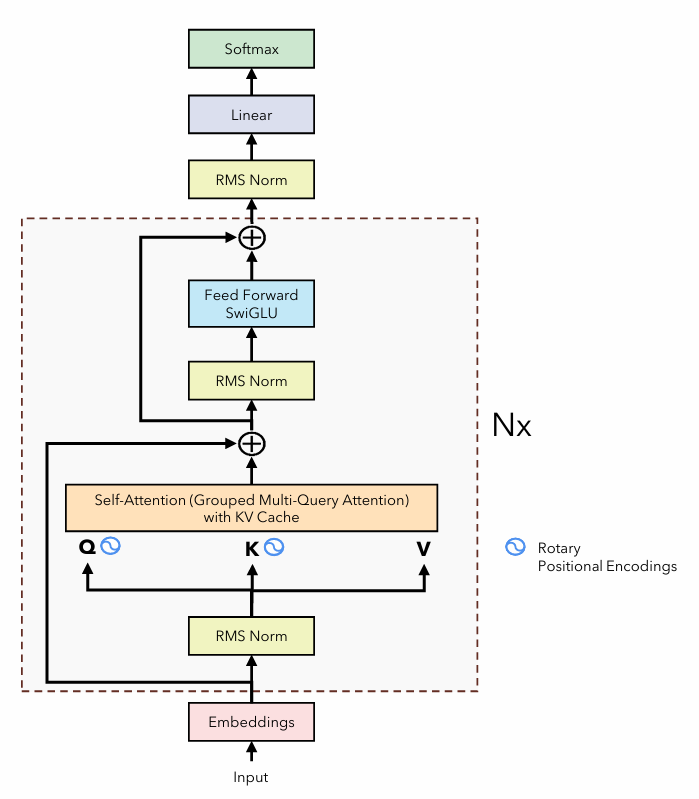 Softmax
Linear
RMS Norm
Feed Forward
SwiGLU
RMS Norm
Nx
Self-Attention (Grouped Multi-Query Attention)
with KV Cache
Q
K
V
Rotary
Positional Encodings
RMS Norm
Embeddings
Input